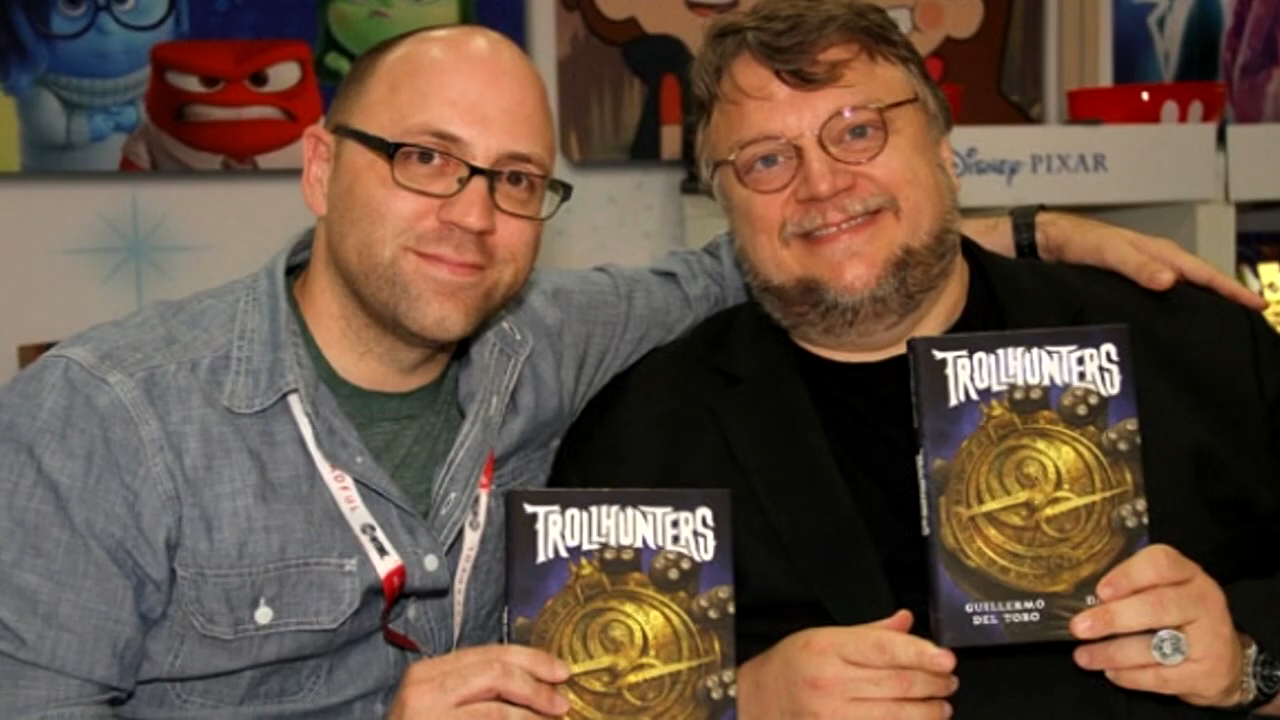 DISNEY · PIXAR
TROLLHUNTERS
GUILLERMO
DEL TORO
TROLLHUNTERS